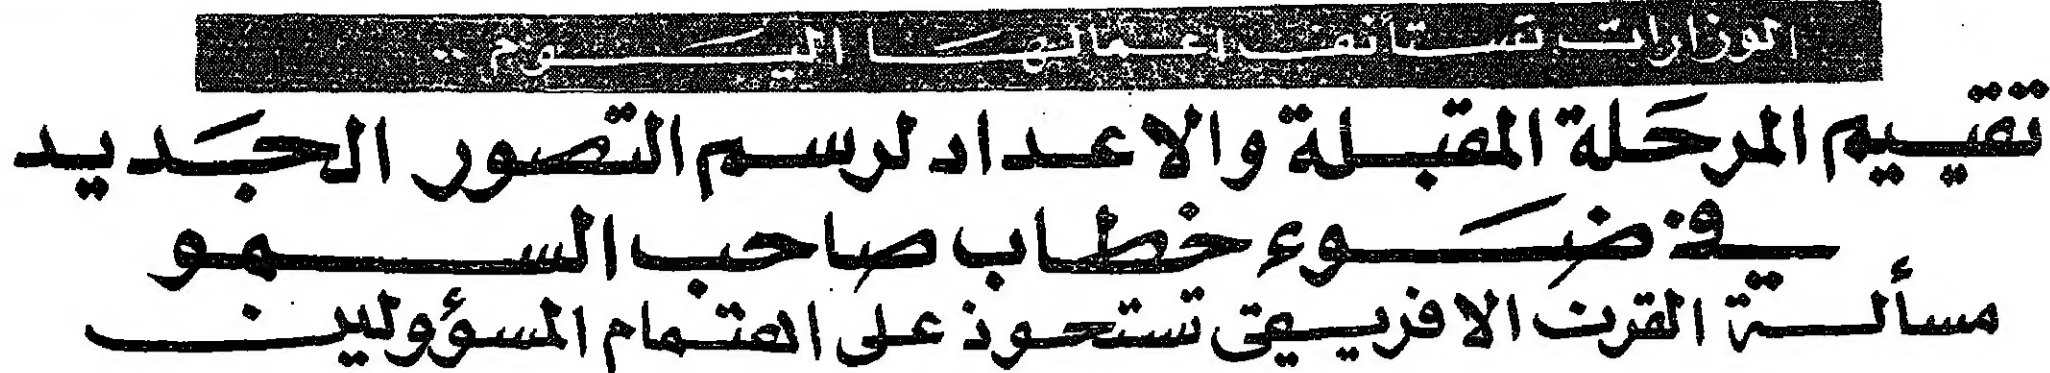 الوزارات تستأنف اعمالها اليوم ..
تقييم المرحلة المقبلة والاعداد لرسم التصور الجديد
في ضوء خطاب صاحب السمو
مسألة القرن الافريقي تستحوذ على اهتمام المسؤولين